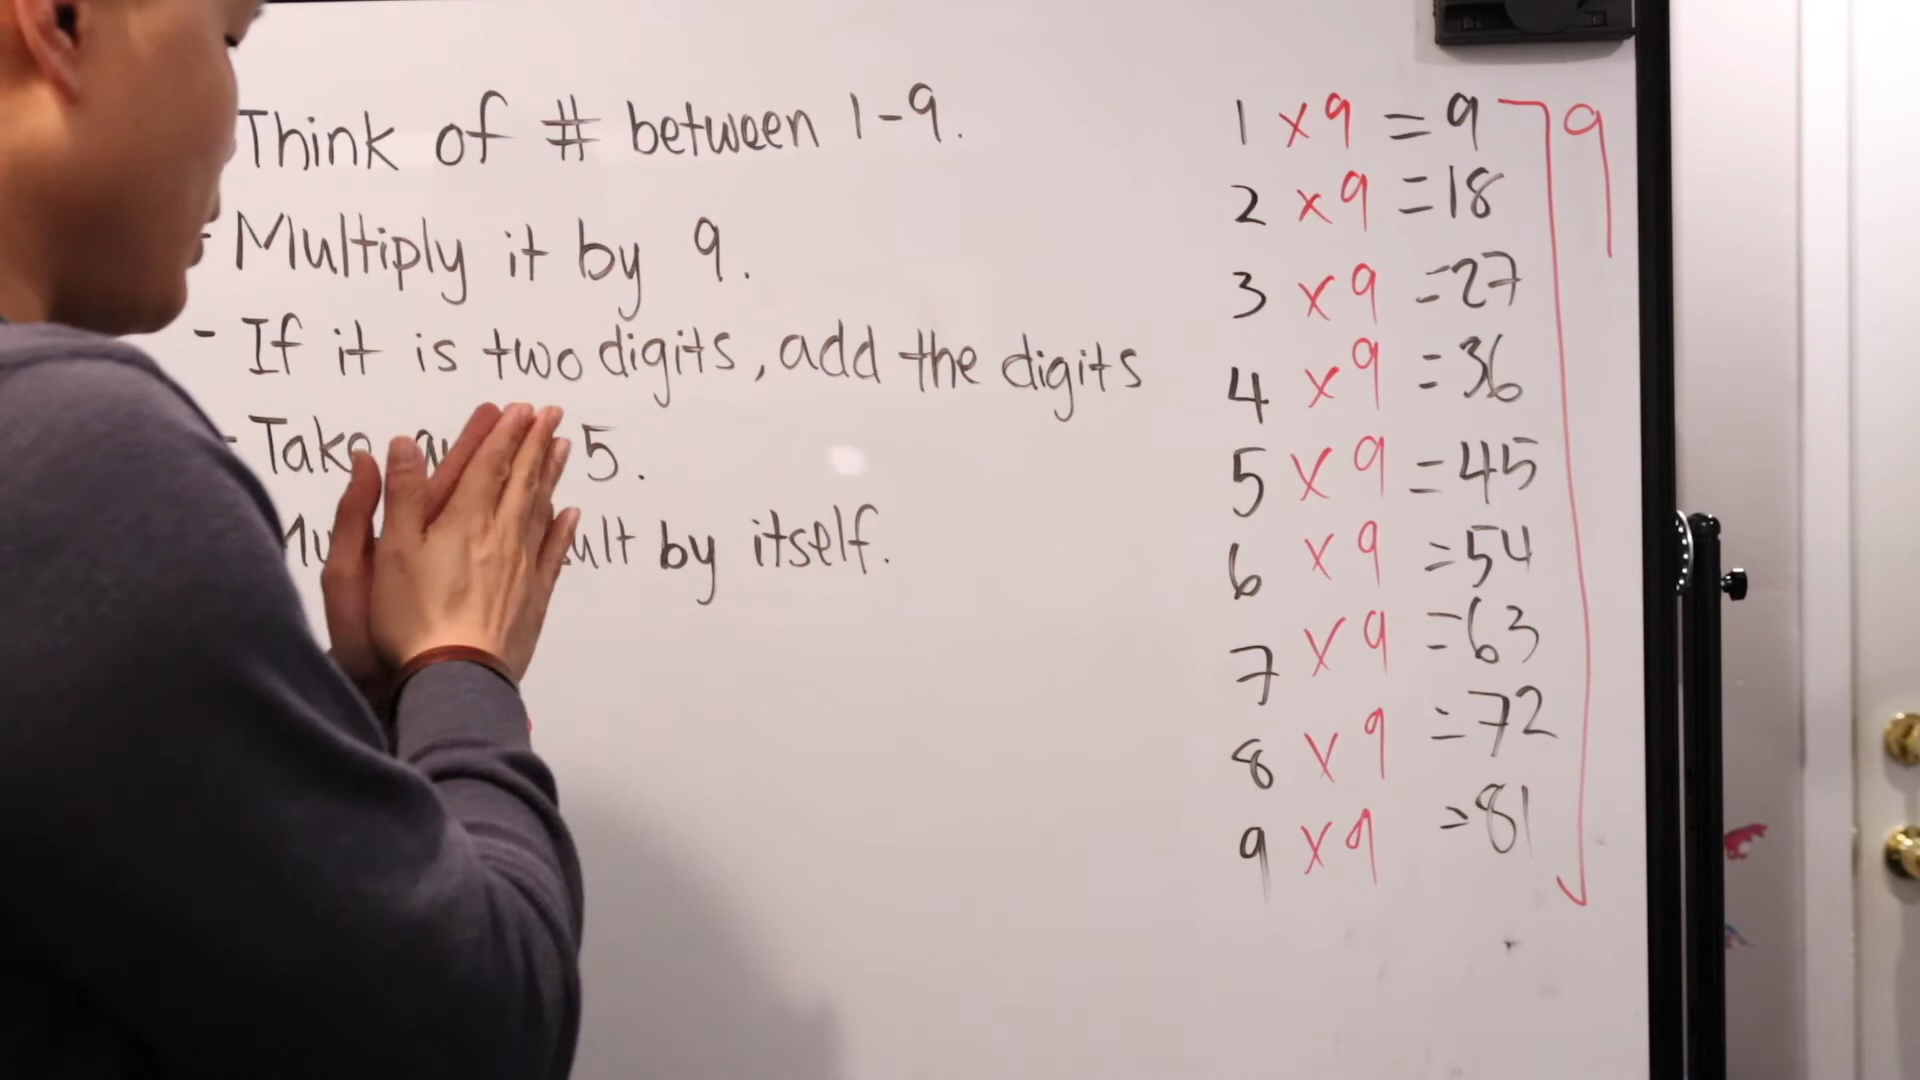 Think of # between 1-9.
- Multiply it by 9.
- If it is two digits, add the digits
- Take 5.
by itself.
1 x 9 = 9
2 x 9 = 18
3 x 9 = 27
4 x 9 = 36
5 x 9 = 45
6 x 9 = 54
7 x 9 = 63
8 x 9 = 72
9 x 9 = 81
9